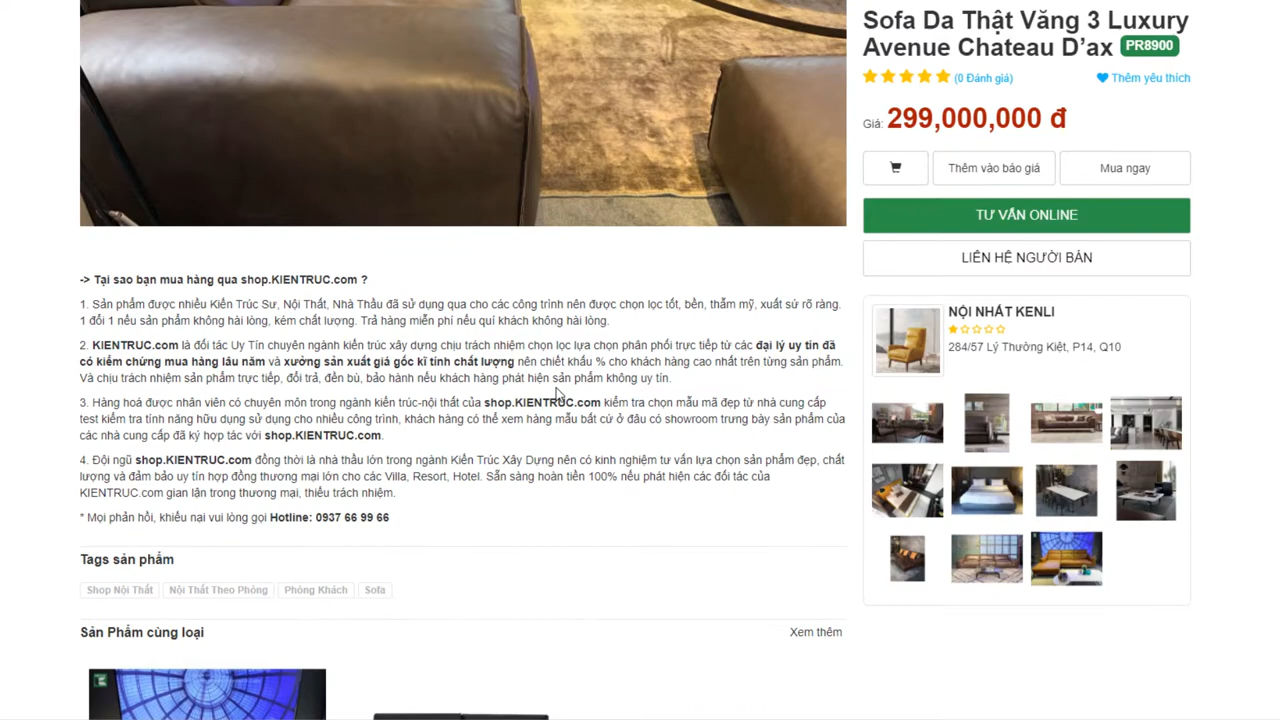 Sofa Da Thật Văng 3 Luxury
Avenue Chateau D’ax PR8900
(0 Đánh giá)
Thêm yêu thích
Giá: 299,000,000 đ
Thêm vào báo giá
Mua ngay
TƯ VẤN ONLINE
LIÊN HỆ NGƯỜI BÁN
-> Tại sao bạn mua hàng qua shop.KIENTRUC.com ?
1. Sản phẩm được nhiều Kiến Trúc Sư, Nội Thất, Nhà Thầu đã sử dụng qua cho các công trình nên được chọn lọc tốt, bền, thẩm mỹ, xuất sứ rõ ràng.
1 đổi 1 nếu sản phẩm không hài lòng, kém chất lượng. Trả hàng miễn phí nếu quí khách không hài lòng.
2. KIENTRUC.com là đối tác Uy Tín chuyên ngành kiến trúc xây dựng chịu trách nhiệm chọn lọc lựa chọn phân phối trực tiếp từ các đại lý uy tín đã
có kiểm chứng mua hàng lâu năm và xưởng sản xuất giá gốc kĩ tính chất lượng nên chiết khấu % cho khách hàng cao nhất trên từng sản phẩm.
Và chịu trách nhiệm sản phẩm trực tiếp, đổi trả, đền bù, bảo hành nếu khách hàng phát hiện sản phẩm không uy tín.
3. Hàng hoá được nhân viên có chuyên môn trong ngành kiến trúc-nội thất của shop.KIENTRUC.com kiểm tra chọn mẫu mã đẹp từ nhà cung cấp
test kiểm tra tính năng hữu dụng sử dụng cho nhiều công trình, khách hàng có thể xem hàng mẫu bất cứ ở đâu có showroom trưng bày sản phẩm của
các nhà cung cấp đã ký hợp tác với shop.KIENTRUC.com.
4. Đội ngũ shop.KIENTRUC.com đồng thời là nhà thầu lớn trong ngành Kiến Trúc Xây Dựng nên có kinh nghiệm tư vấn lựa chọn sản phẩm đẹp, chất
lượng và đảm bảo uy tín hợp đồng thương mại lớn cho các Villa, Resort, Hotel. Sẵn sàng hoàn tiền 100% nếu phát hiện các đối tác của
KIENTRUC.com gian lận trong thương mại, thiếu trách nhiệm.
* Mọi phản hồi, khiếu nại vui lòng gọi Hotline: 0937 66 99 66
NỘI NHẤT KENLI
284/57 Lý Thường Kiệt, P14, Q10
Tags sản phẩm
Shop Nội Thất
Nội Thất Theo Phòng
Phòng Khách
Sofa
Sản Phẩm cùng loại
Xem thêm